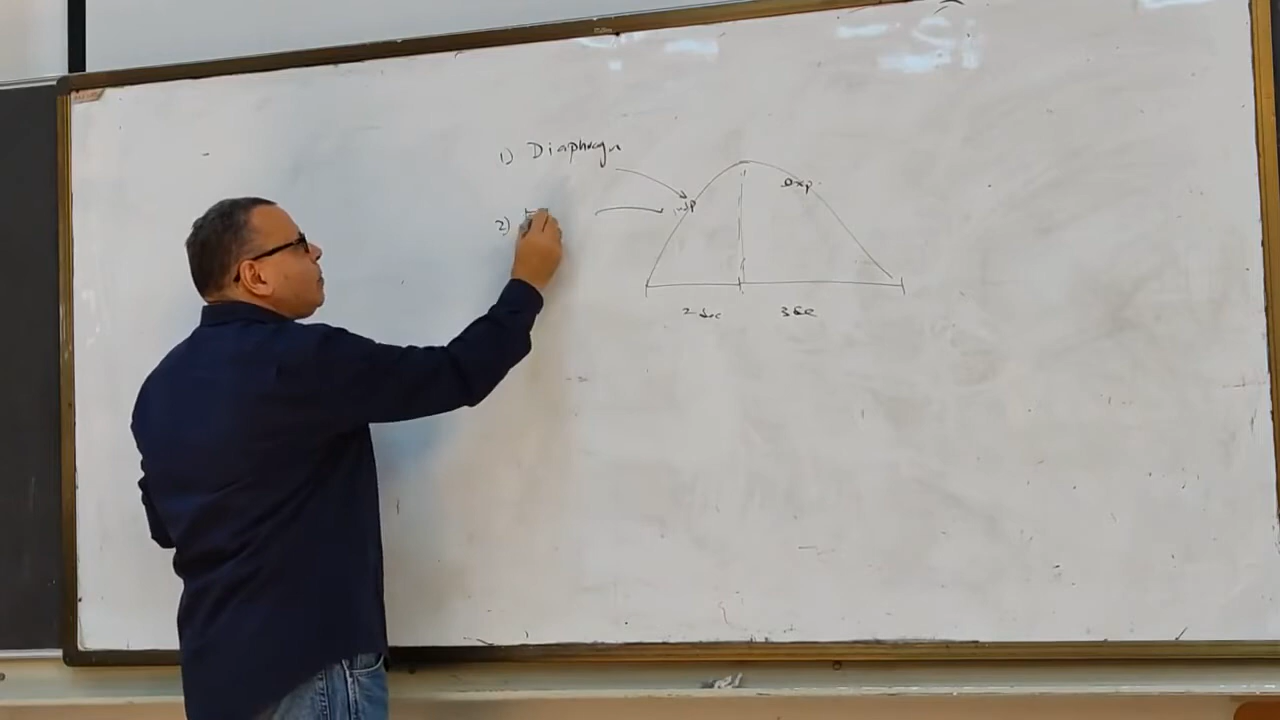 1) Diaphragm
2)
insp
exp.
2 sec 3 sec